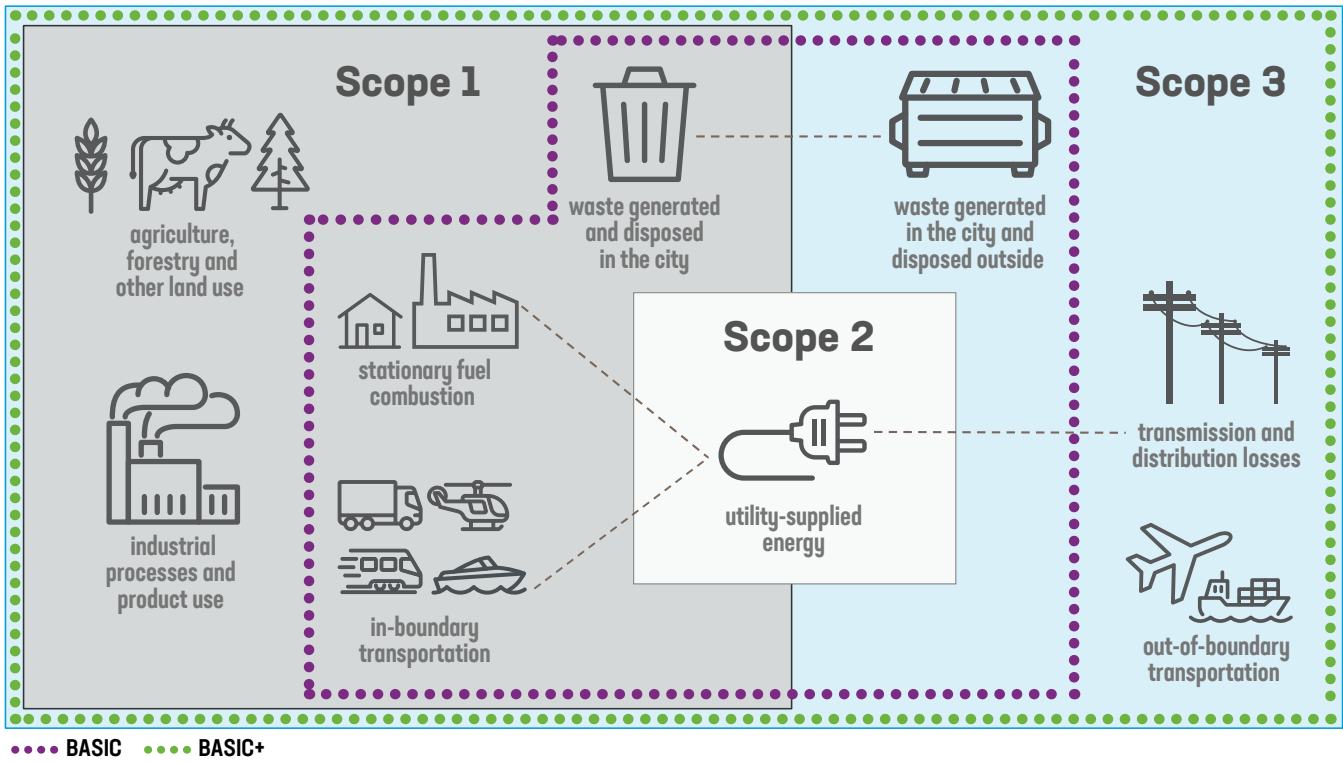 Scope 1
Scope 3
agriculture,
forestry and
other land use
waste generated
and disposed
in the city
waste generated
in the city and
disposed outside
stationary fuel
combustion
Scope 2
utility-supplied
energy
transmission and
distribution losses
industrial
processes and
product use
in-boundary
transportation
out-of-boundary
transportation
BASIC
BASIC+